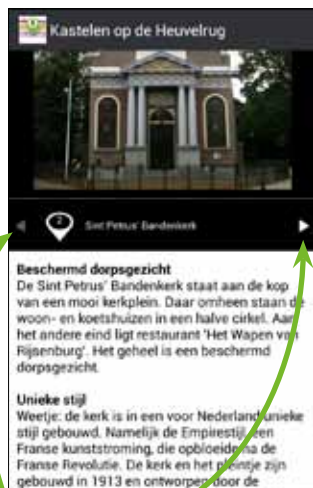 Kastelen op de Heuvelrug
2
Sint Petrus' Bandenkerk
Beschermd dorpsgezicht
De Sint Petrus' Bandenkerk staat aan de kop
van een mooi kerkplein. Daar omheen staan de
woon- en koetshuizen in een halve cirkel. Aan
het andere eind ligt restaurant 'Het Wapen van
Rijsenburg'. Het geheel is een beschermd
dorpsgezicht.
Unieke stijl
Weetje: de kerk is in een voor Nederland unieke
stijl gebouwd. Namelijk de Empirestijl, een
Franse kunststroming, die opbloeide na de
Franse Revolutie. De kerk en het pleintje zijn
gebouwd in 1913 en ontworpen door de